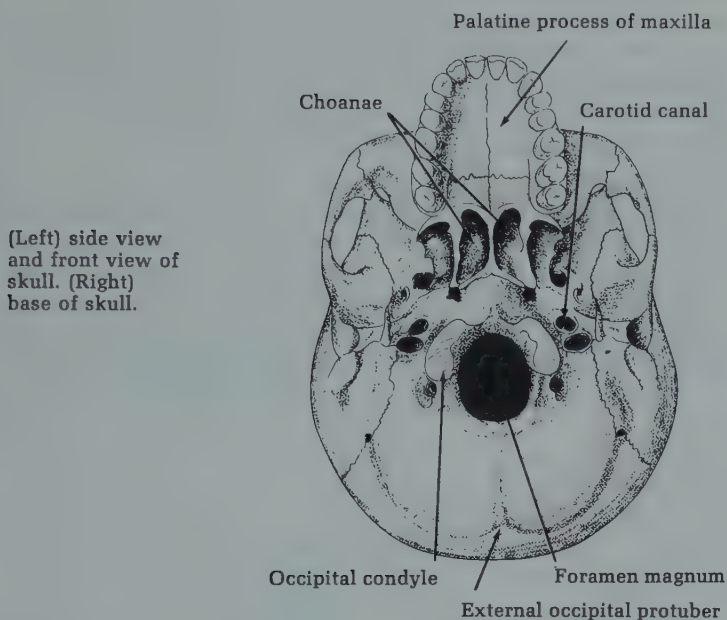 Palatine process of maxilla
Choanae
Carotid canal
(Left) side view
and front view of
skull. (Right)
base of skull.
Occipital condyle
Foramen magnum
External occipital protuber